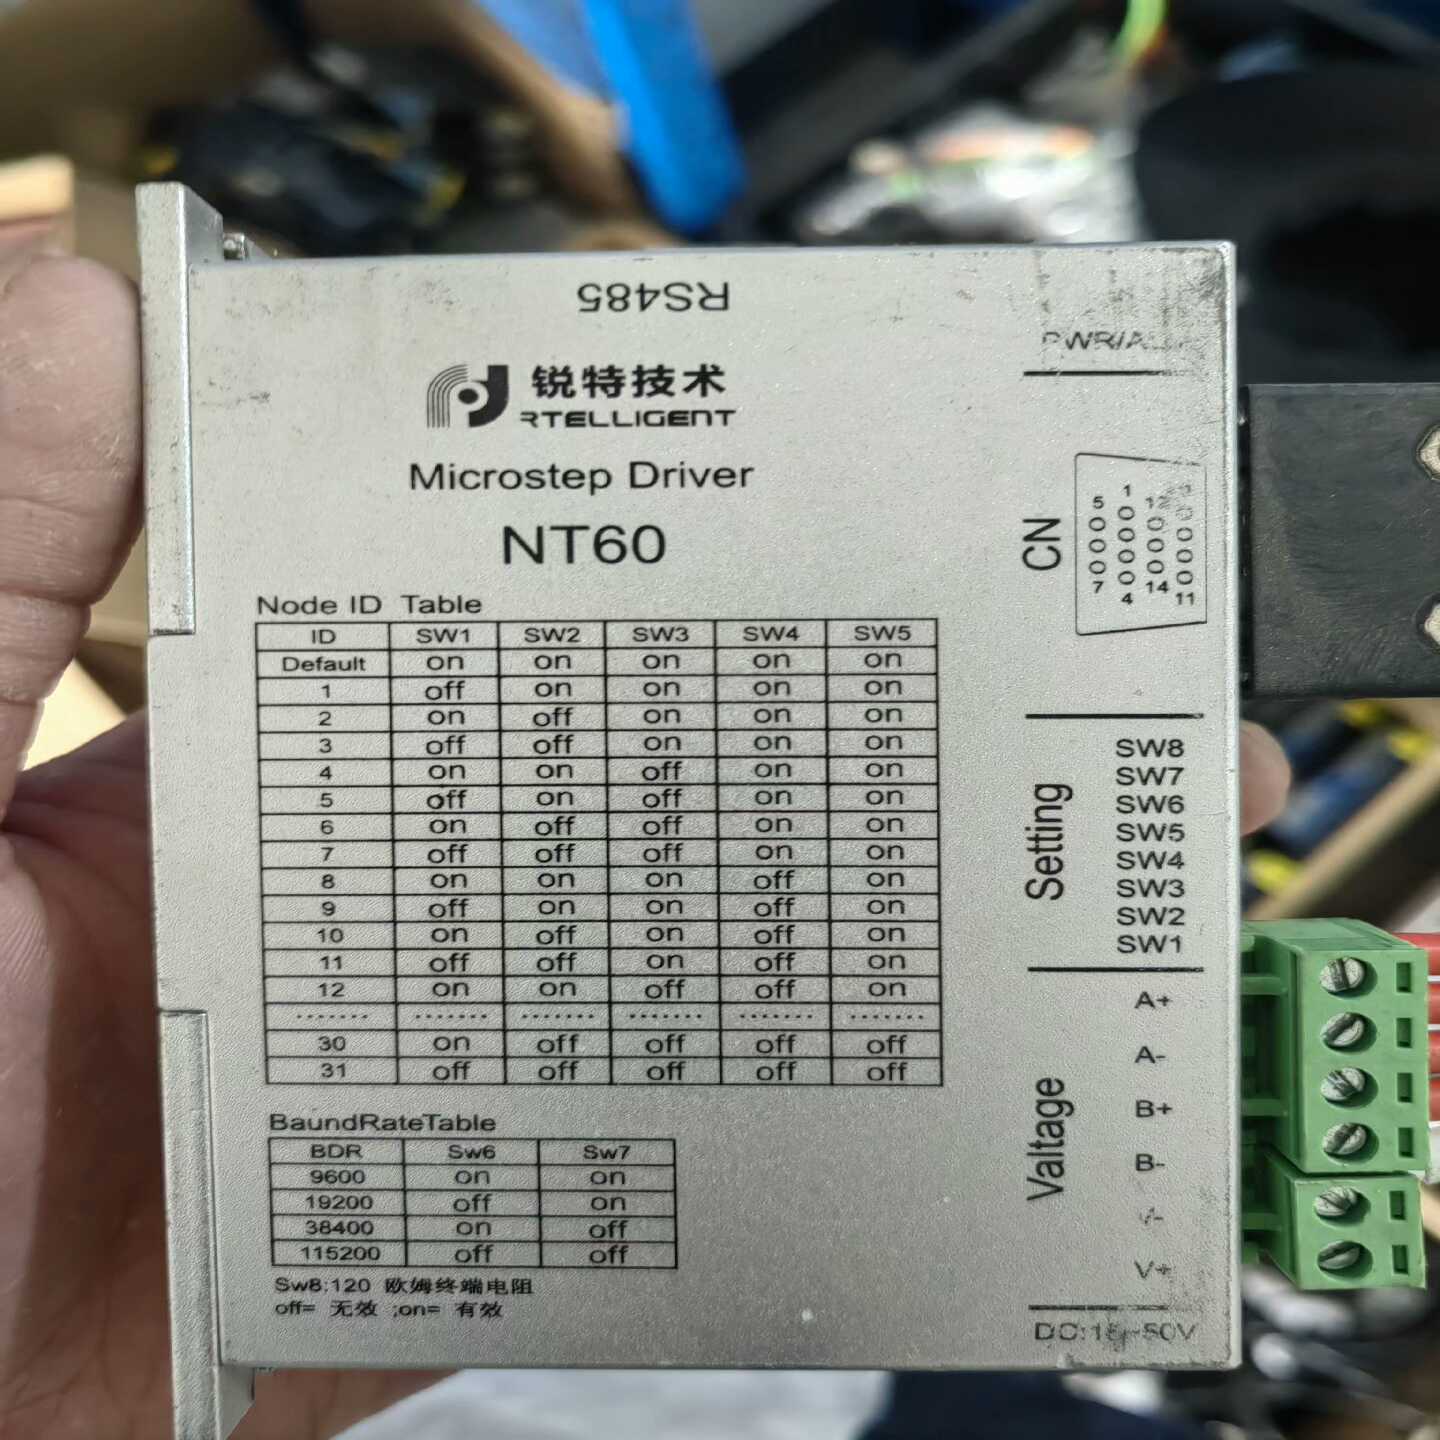 RS485
锐特技术
RTELLIGENT
Microstep Driver
NT60
Node ID Table
ID SW1 SW2 SW3 SW4 SW5
Default on on on on on
1 off on on on on
2 on off on on on
3 off off on on on
4 on on off on on
5 off on off on on
6 on off off on on
7 off off off on on
8 on on on off on
9 off on on off on
10 on off on off on
11 off off on off on
12 on on off off on
....... ....... ....... ....... ....... .......
30 on off off off off
31 off off off off off
BaundRateTable
BDR Sw6 Sw7
9600 on on
19200 off on
38400 on off
115200 off off
Sw8:120 欧姆终端电阻
off= 无效 ;on= 有效
CN
5 1
7 4 14 11
Setting
SW8
SW7
SW6
SW5
SW4
SW3
SW2
SW1
Valtage
A+
A-
B+
B-
V-
V+